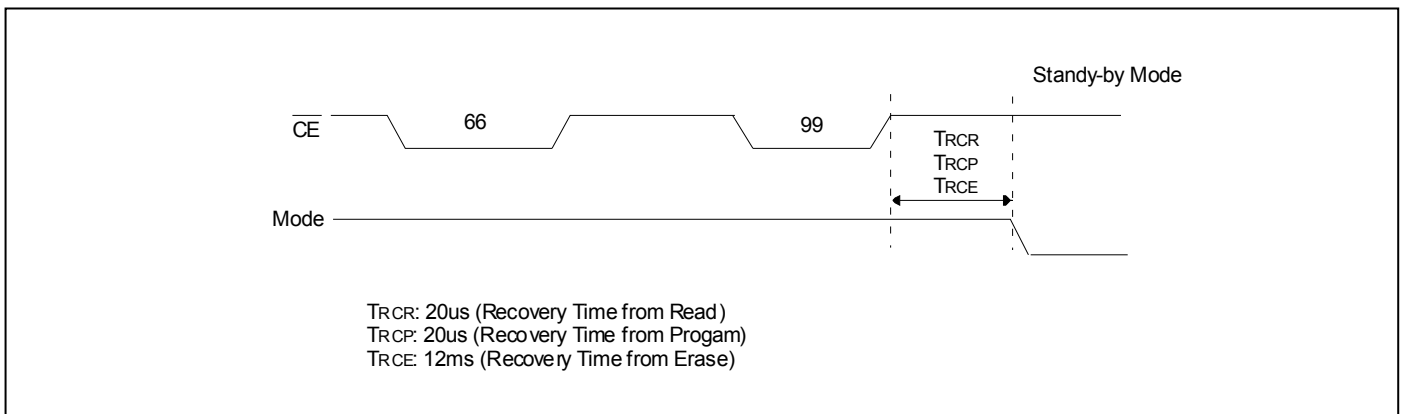 Standy-by Mode
CE
66
99
TRCR
TRCP
TRCE
Mode
TRCR: 20us (Recovery Time from Read)
TRCP: 20us (Recovery Time from Progam)
TRCE: 12ms (Recovery Time from Erase)